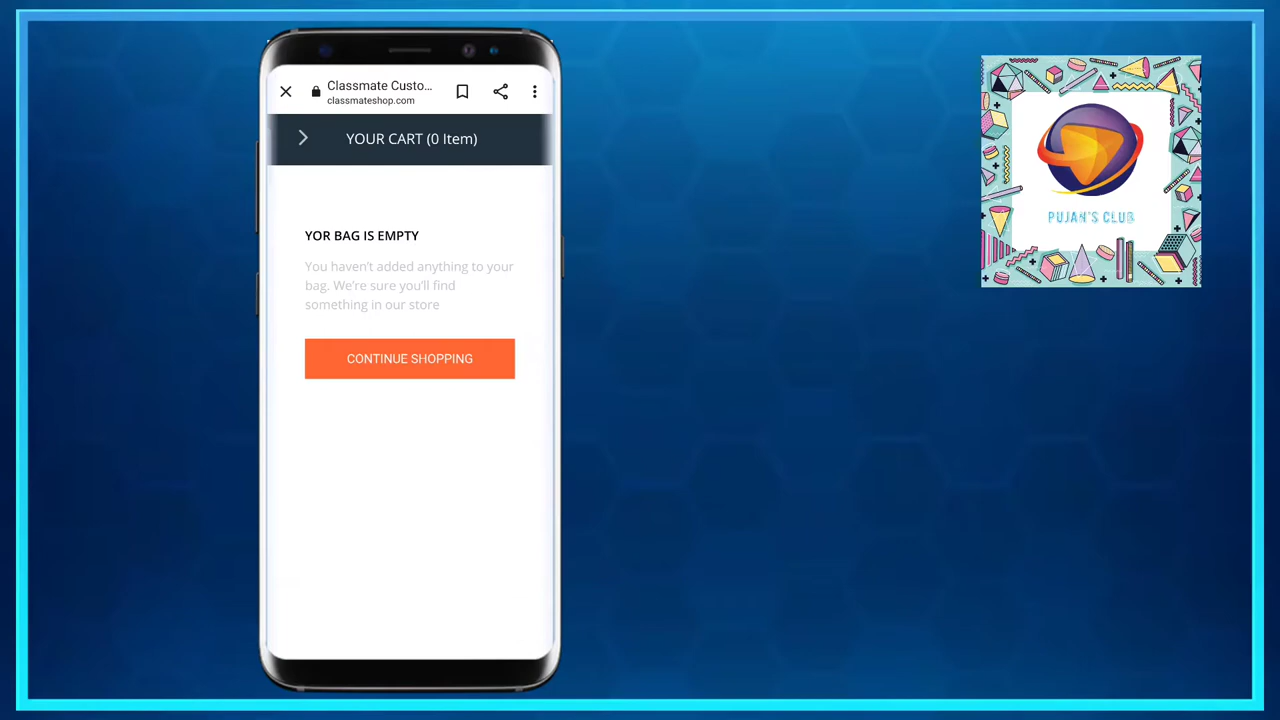 Classmate Custo...
classmateshop.com
YOUR CART (0 Item)
YOR BAG IS EMPTY
You haven't added anything to your
bag. We're sure you'll find
something in our store
CONTINUE SHOPPING
PUJAN'S CLUB